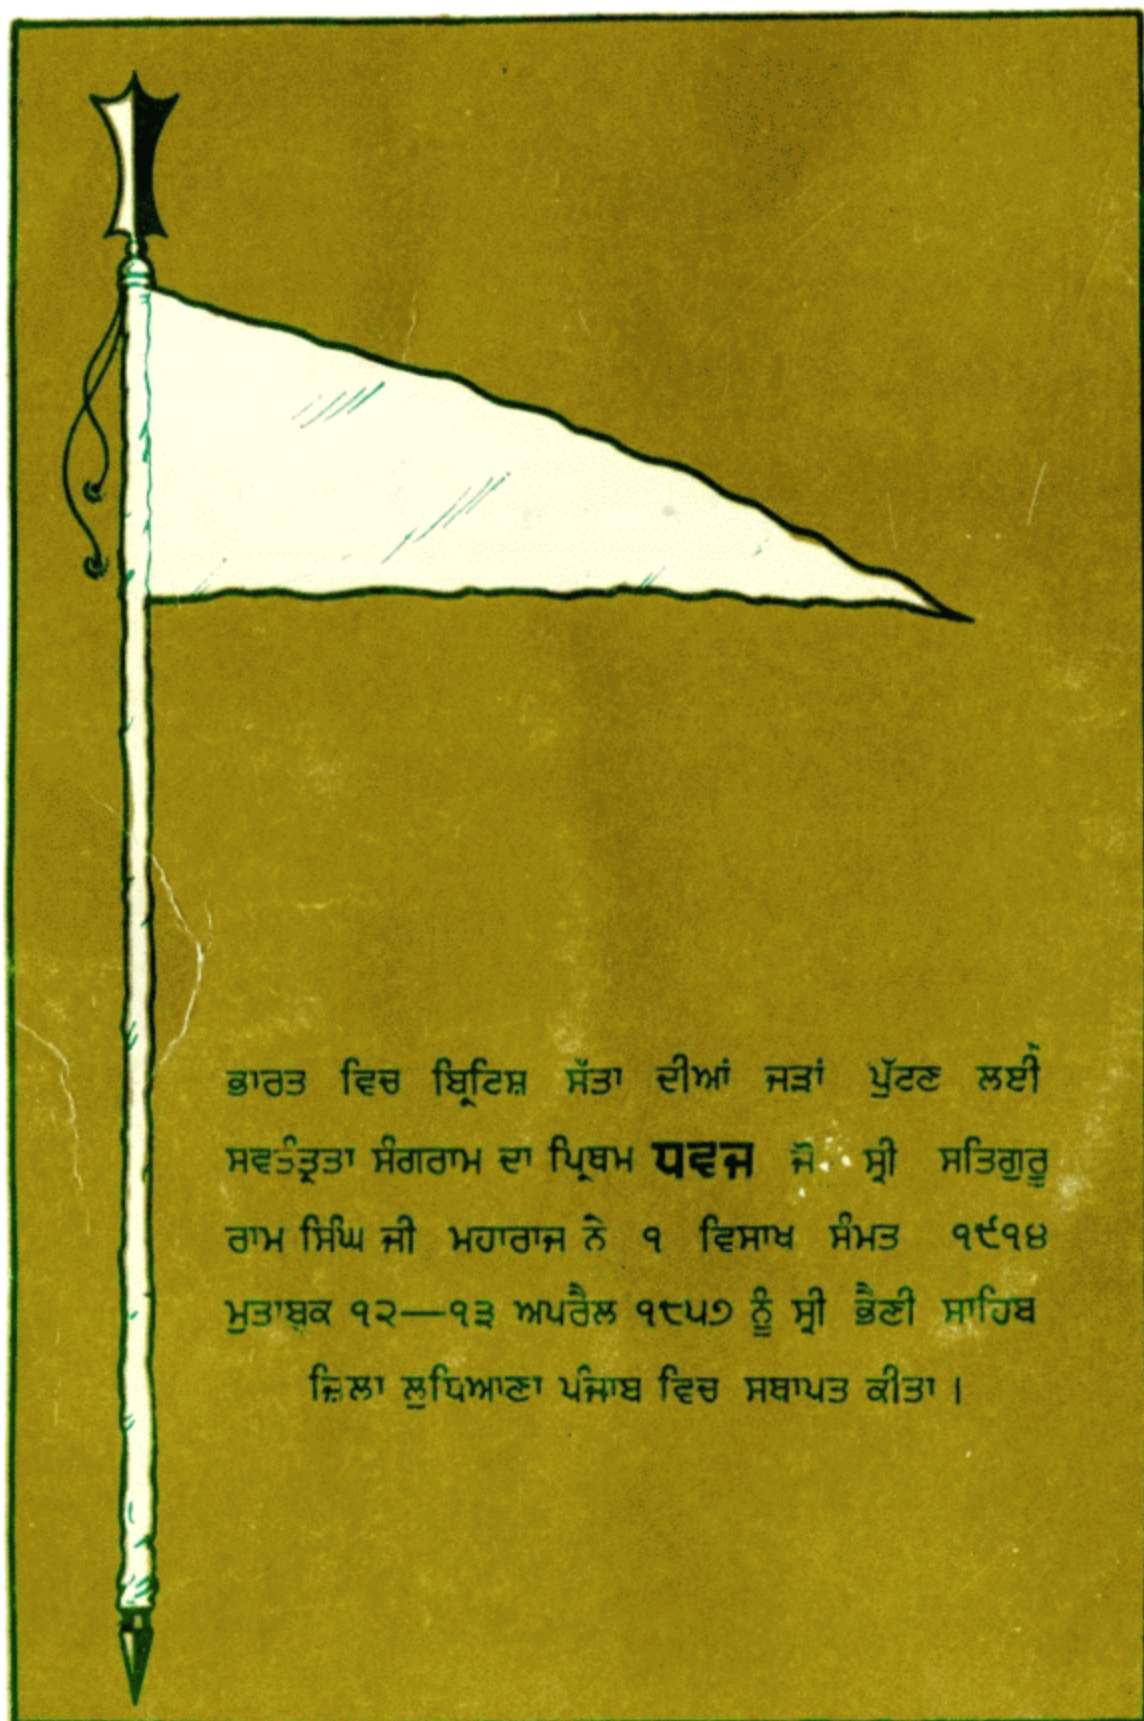 ਭਾਰਤ ਵਿਚ ਬ੍ਰਿਟਿਸ਼ ਸੱਤਾ ਦੀਆਂ ਜੜਾਂ ਪੁੱਟਣ ਲਈ
ਸਵਤੰਤ੍ਰਤਾ ਸੰਗਰਾਮ ਦਾ ਪ੍ਰਿਥਮ ਧਵਜ ਜੋ ਸ੍ਰੀ ਸਤਿਗੁਰੂ
ਰਾਮ ਸਿੰਘ ਜੀ ਮਹਾਰਾਜ ਨੇ ੧ ਵਿਸਾਖ ਸੰਮਤ ੧੯੧੪
ਮੁਤਾਬੁਕ ੧੨—੧੩ ਅਪਰੈਲ ੧੮੫੭ ਨੂੰ ਸ੍ਰੀ ਭੈਣੀ ਸਾਹਿਬ
ਜ਼ਿਲਾ ਲੁਧਿਆਣਾ ਪੰਜਾਬ ਵਿਚ ਸਥਾਪਤ ਕੀਤਾ ।